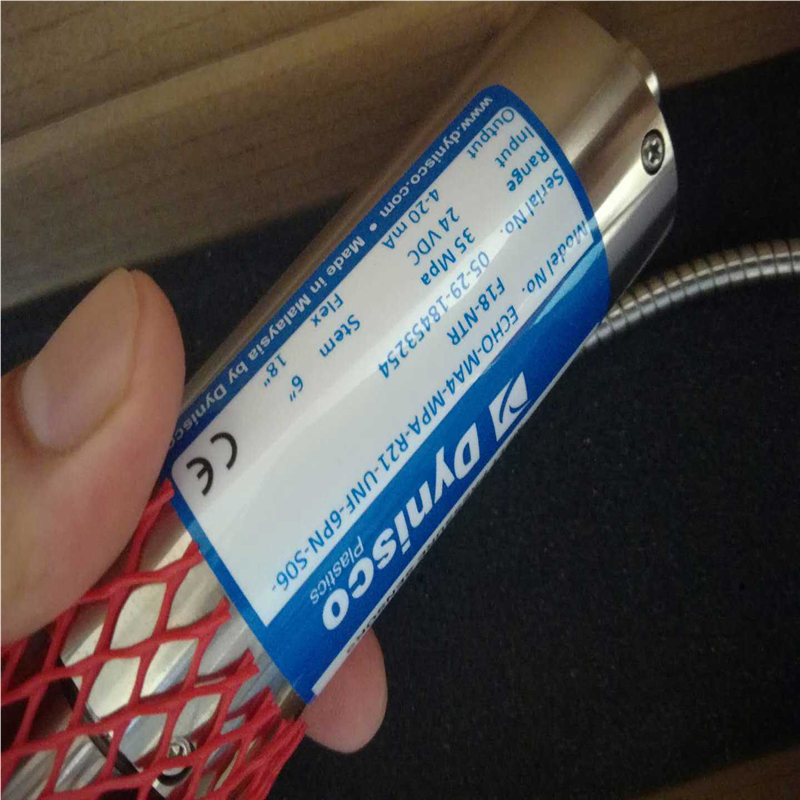 Dynisco
Plastics
Model No. ECHO-MA4-MPA-R21-UNF-6PN-S06-
F18-NTR
Serial No. 05-29-18453254
Range 35 Mpa Stem 6"
Input 24 VDC Flex 18"
Output 4-20 mA
CE
www.dynisco.com • Made in Malaysia by Dynisco